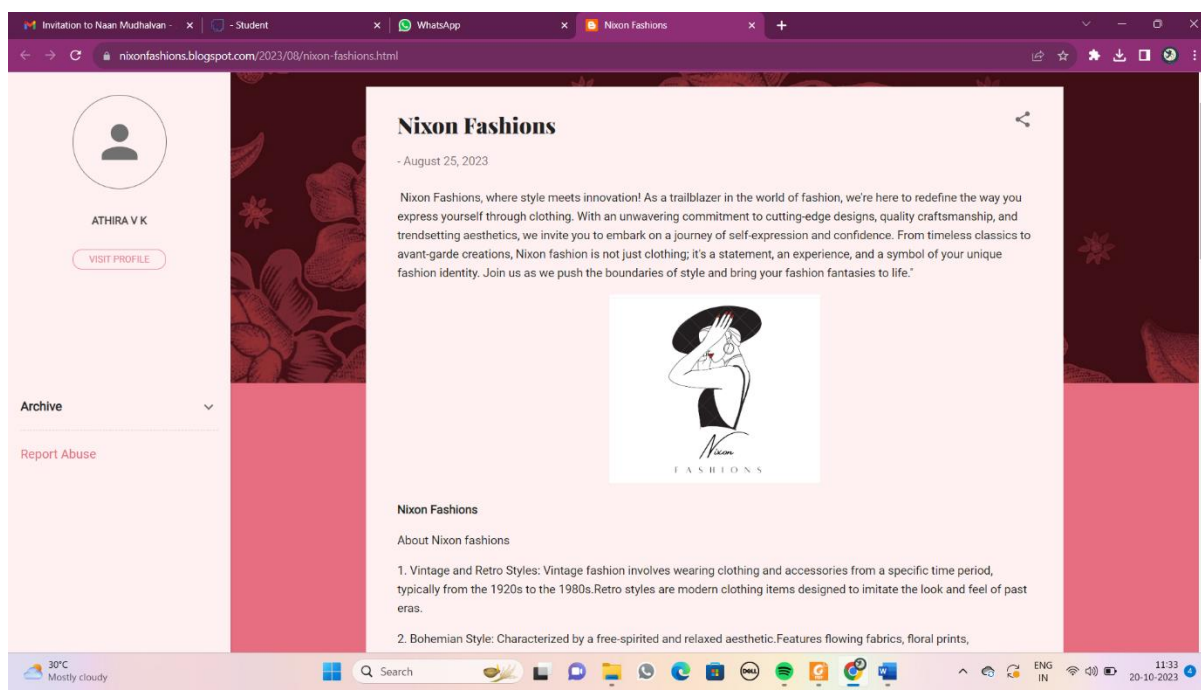 Invitation to Naan Mudhalvan -
- Student
WhatsApp
Nixon Fashions
nixonfashions.blogspot.com/2023/08/nixon-fashions.html
ATHIRA V K
VISIT PROFILE
Archive
Report Abuse
Nixon Fashions
- August 25, 2023
Nixon Fashions, where style meets innovation! As a trailblazer in the world of fashion, we're here to redefine the way you
express yourself through clothing. With an unwavering commitment to cutting-edge designs, quality craftsmanship, and
trendsetting aesthetics, we invite you to embark on a journey of self-expression and confidence. From timeless classics to
avant-garde creations, Nixon fashion is not just clothing; it's a statement, an experience, and a symbol of your unique
fashion identity. Join us as we push the boundaries of style and bring your fashion fantasies to life."
Nixon
FASHIONS
Nixon Fashions
About Nixon fashions
1. Vintage and Retro Styles: Vintage fashion involves wearing clothing and accessories from a specific time period,
typically from the 1920s to the 1980s.Retro styles are modern clothing items designed to imitate the look and feel of past
eras.
2. Bohemian Style: Characterized by a free-spirited and relaxed aesthetic.Features flowing fabrics, floral prints,
30°C
Mostly cloudy
Search
DELL
ENG
IN
11:33
20-10-2023